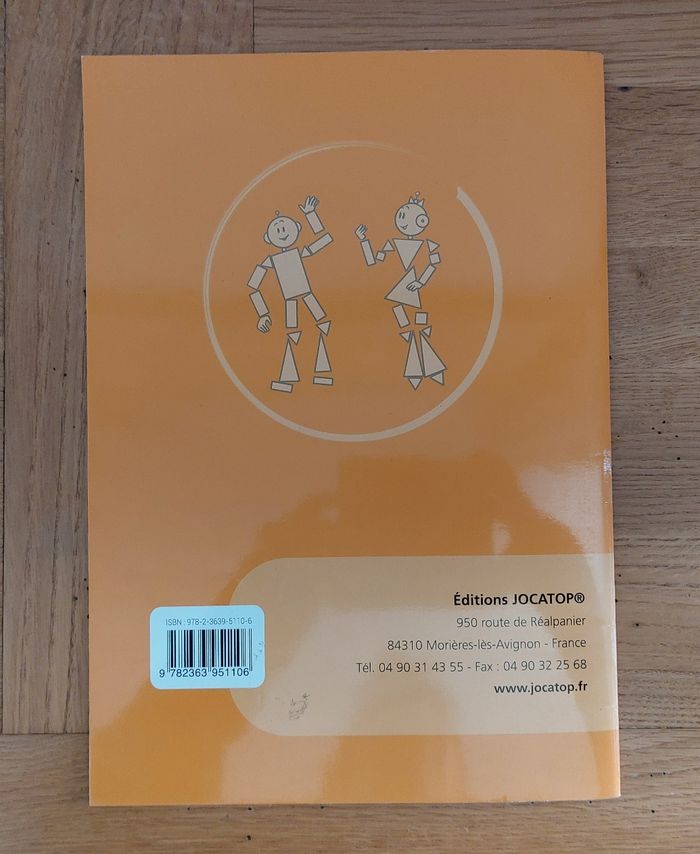 Éditions JOCATOP®
950 route de Réalpanier
84310 Morières-lès-Avignon - France
Tél. 04 90 31 43 55 - Fax : 04 90 32 25 68
www.jocatop.fr
ISBN : 978-2-3639-5110-6
9 782363 951106